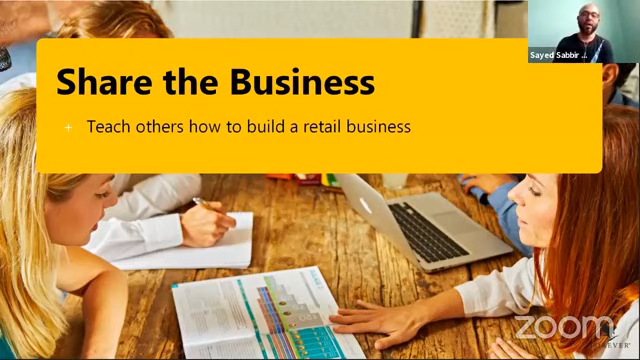 Share the Business
+ Teach others how to build a retail business
Sayed Sabbir ...
zoom